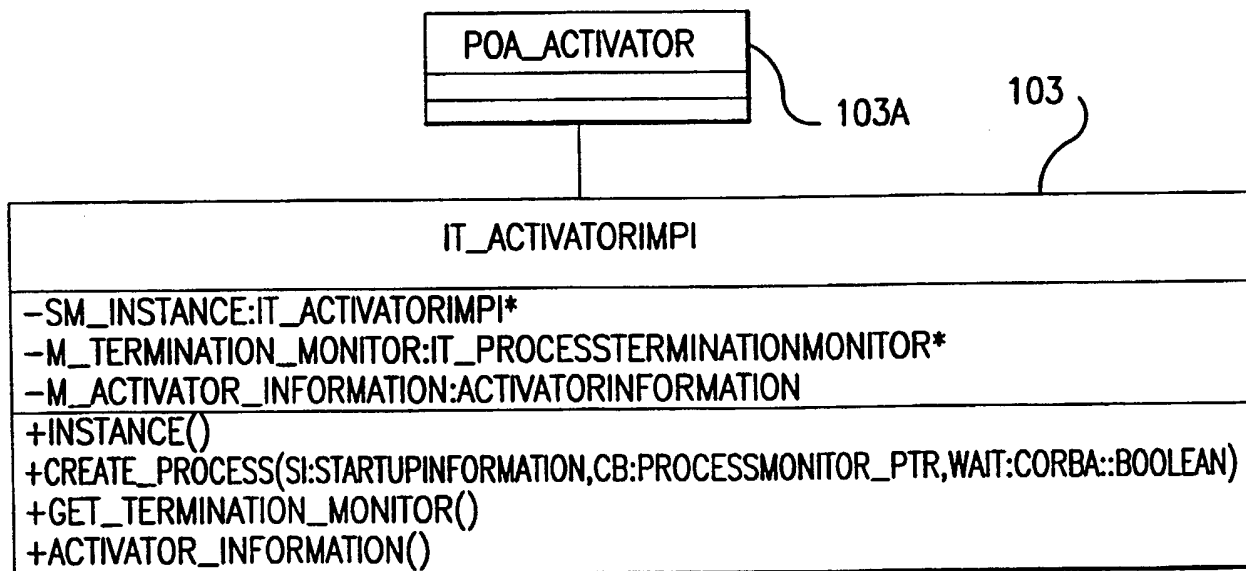 POA_ACTIVATOR
103A
103
IT_ACTIVATORIMPI
-SM_INSTANCE:IT_ACTIVATORIMPI*
-M_TERMINATION_MONITOR:IT_PROCESSTERMINATIONMONITOR*
-M_ACTIVATOR_INFORMATION:ACTIVATORINFORMATION
+INSTANCE()
+CREATE_PROCESS(SI:STARTUPINFORMATION,CB:PROCESSMONITOR_PTR,WAIT:CORBA::BOOLEAN)
+GET_TERMINATION_MONITOR()
+ACTIVATOR_INFORMATION()